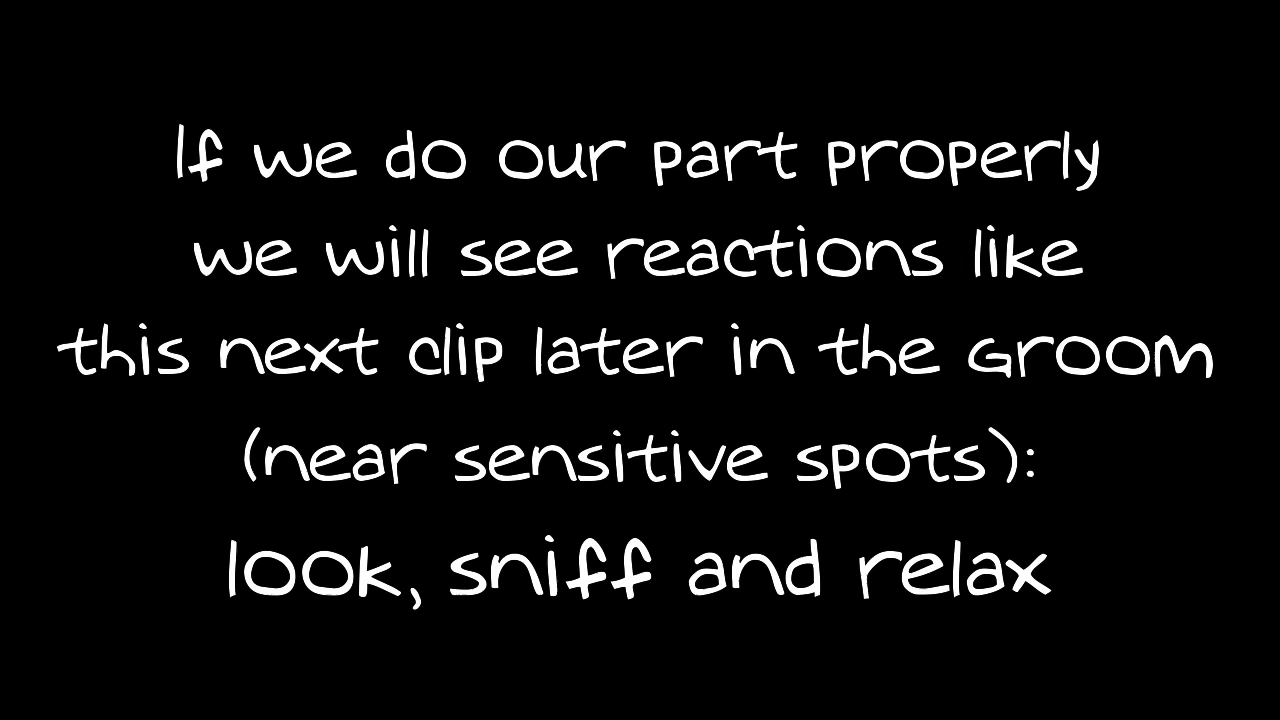 If we do our part properly
we will see reactions like
this next clip later in the Groom
(near sensitive spots):
look, sniff and relax